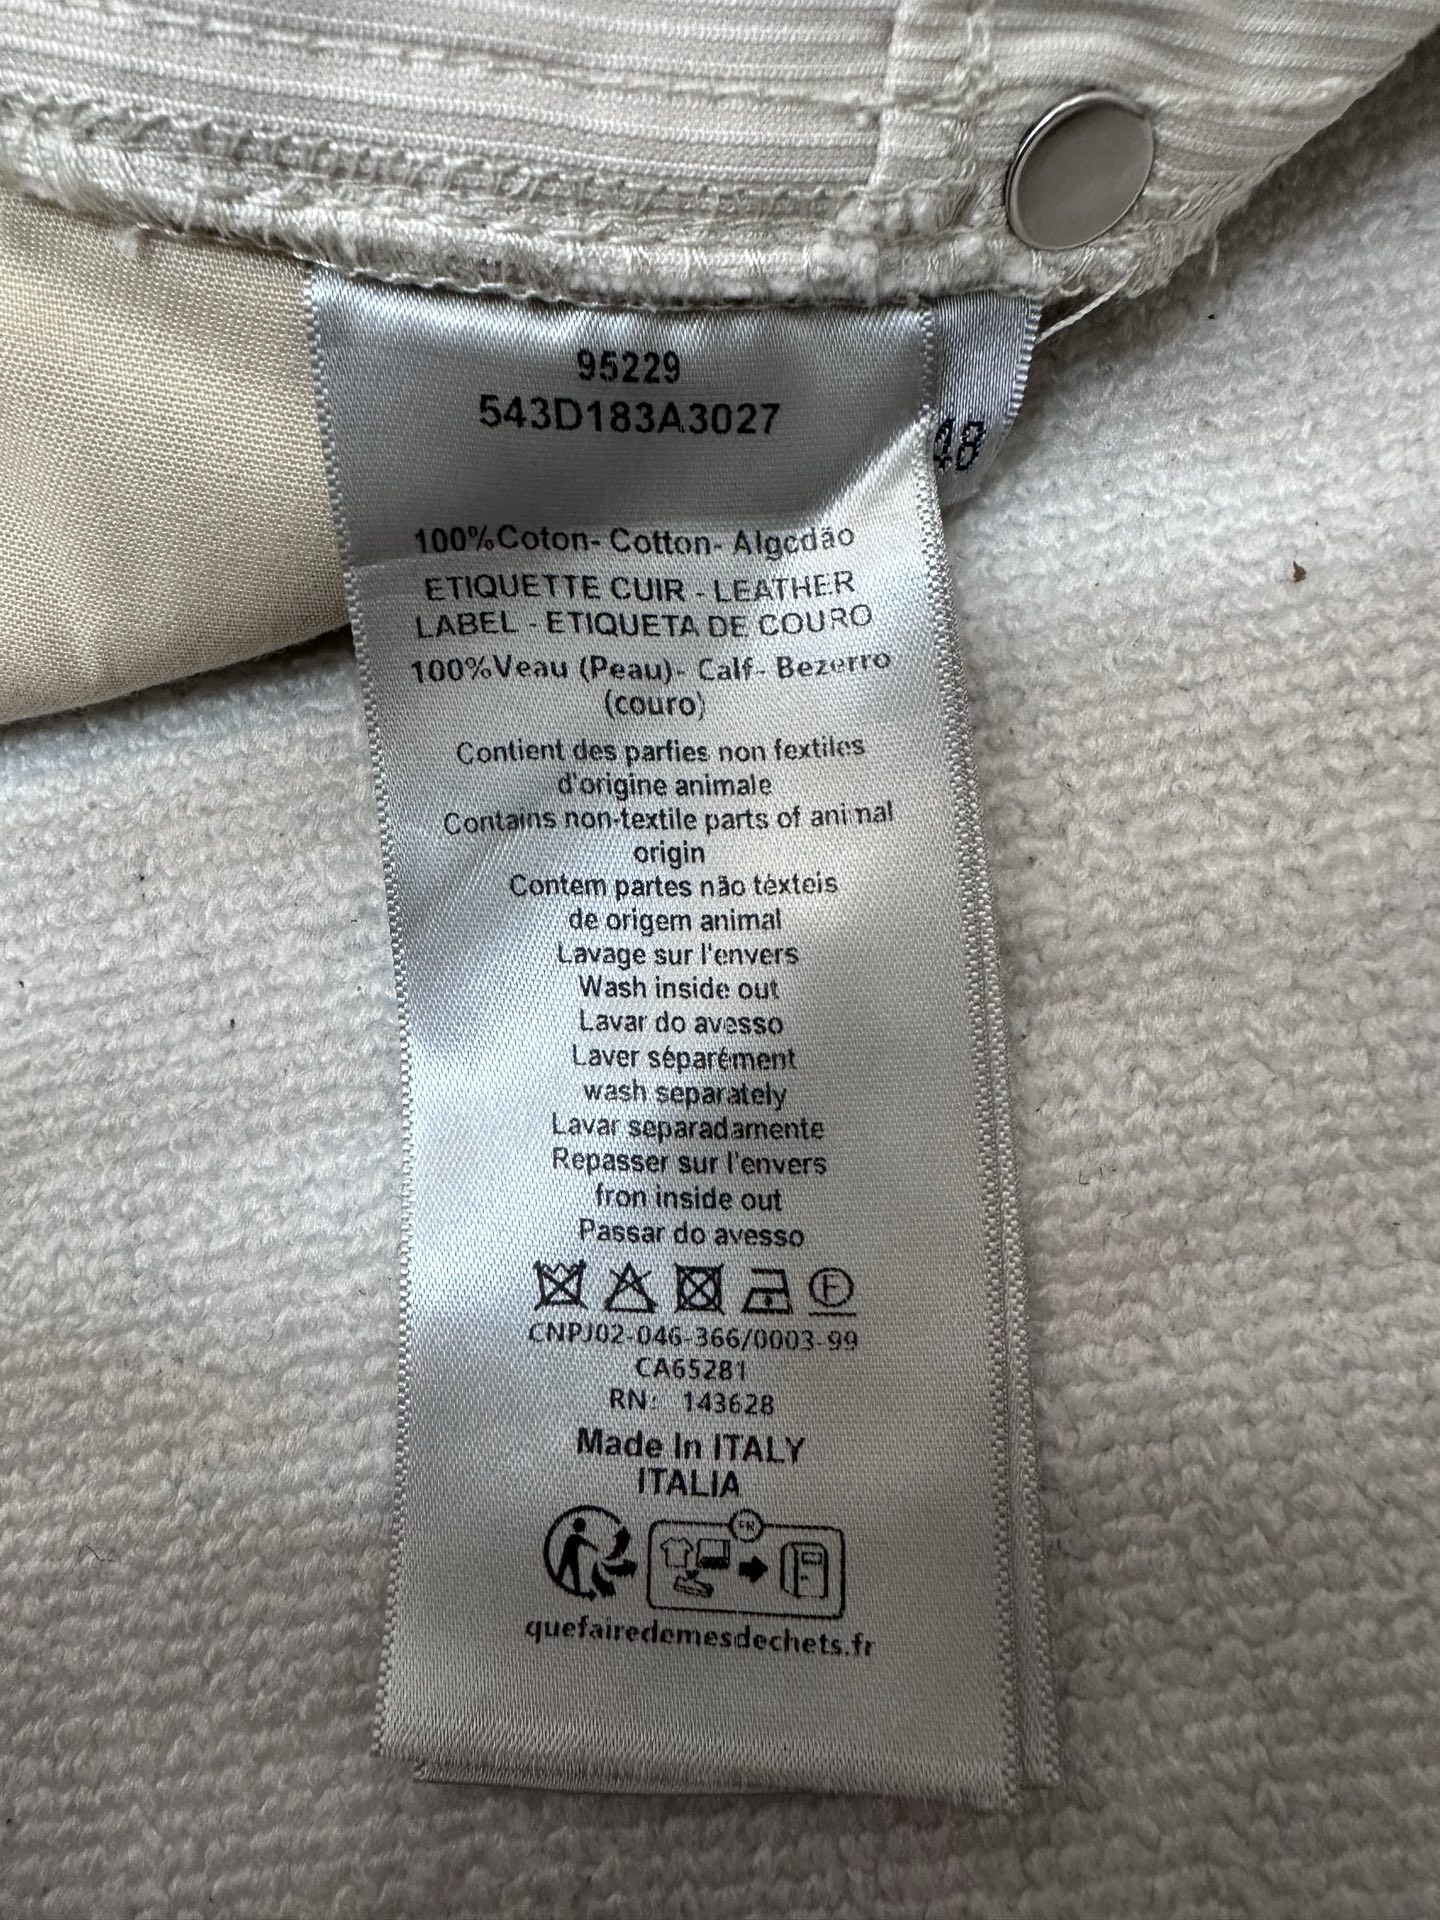 95229
543D183A3027
48
100%Coton- Cotton- Algodão
ETIQUETTE CUIR - LEATHER
LABEL - ETIQUETA DE COURO
100%Veau (Peau)- Calf- Bezerro
(couro)
Contient des parfies non fextiles
d'origine animale
Contains non-textile parts of animal
origin
Contem partes não téxteis
de origem animal
Lavage sur l'envers
Wash inside out
Lavar do avesso
Laver séparément
wash separately
Lavar separadamente
Repasser sur l'envers
fron inside out
Passar do avesso
F
CNPJ02-046-366/0003-99
CA65281
RN: 143628
Made In ITALY
ITALIA
FR
quefairedemesdechets.fr